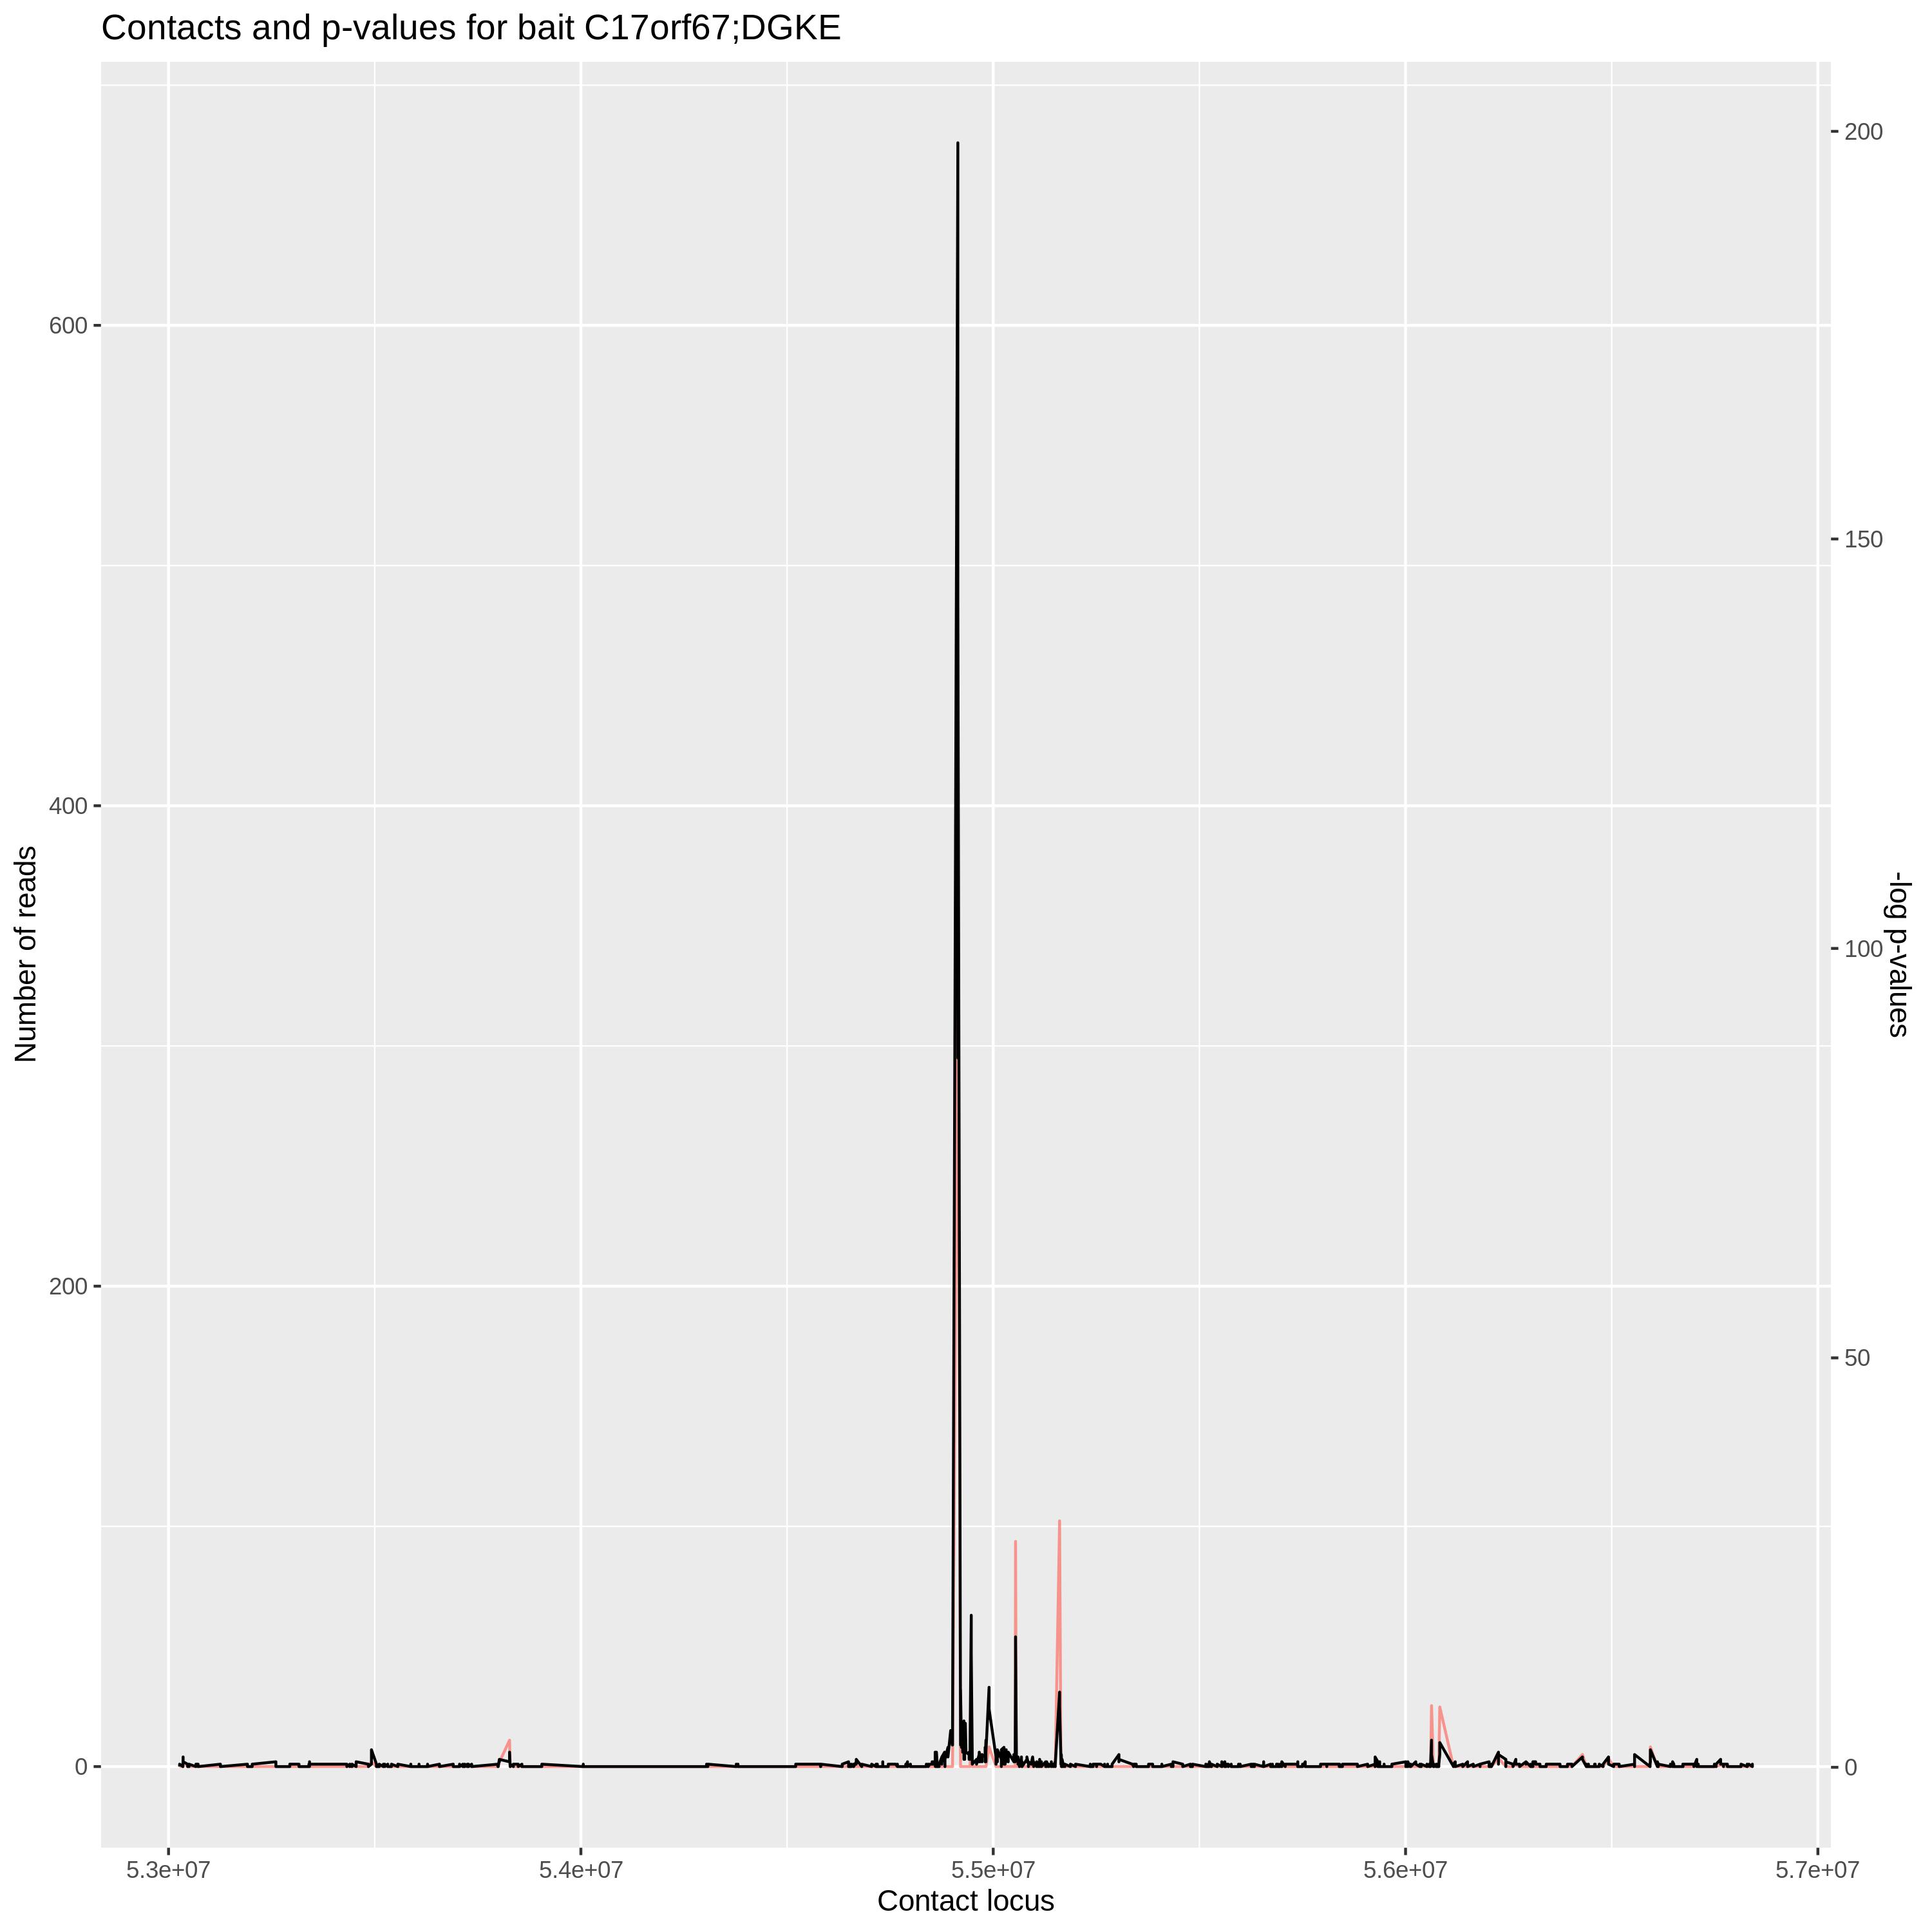 Contacts and p-values for bait C17orf67;DGKE
200
600
150
400
Number of reads
-log p-values
100
200
50
0
0
5.3e+07
5.4e+07
5.5e+07
5.6e+07
5.7e+07
Contact locus